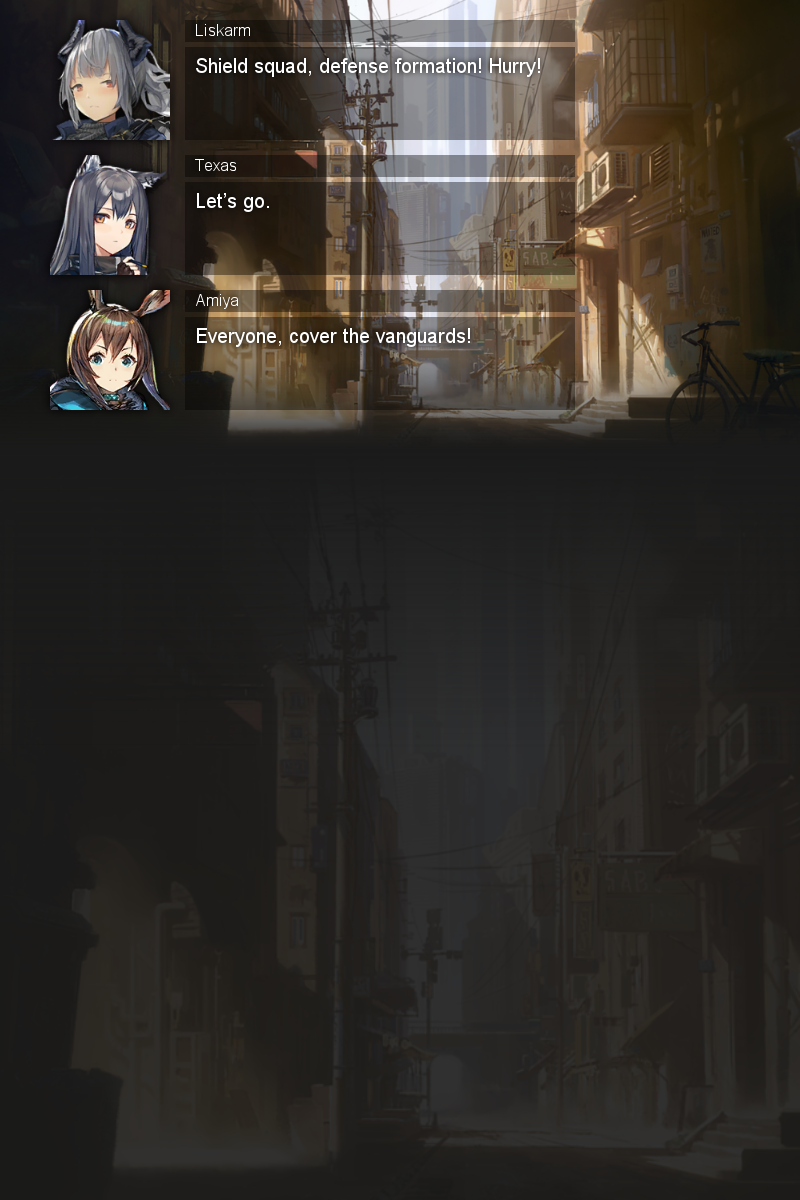 Liskarm
Shield squad, defense formation! Hurry!
Texas
Let's go.
Amiya
Everyone, cover the vanguards!